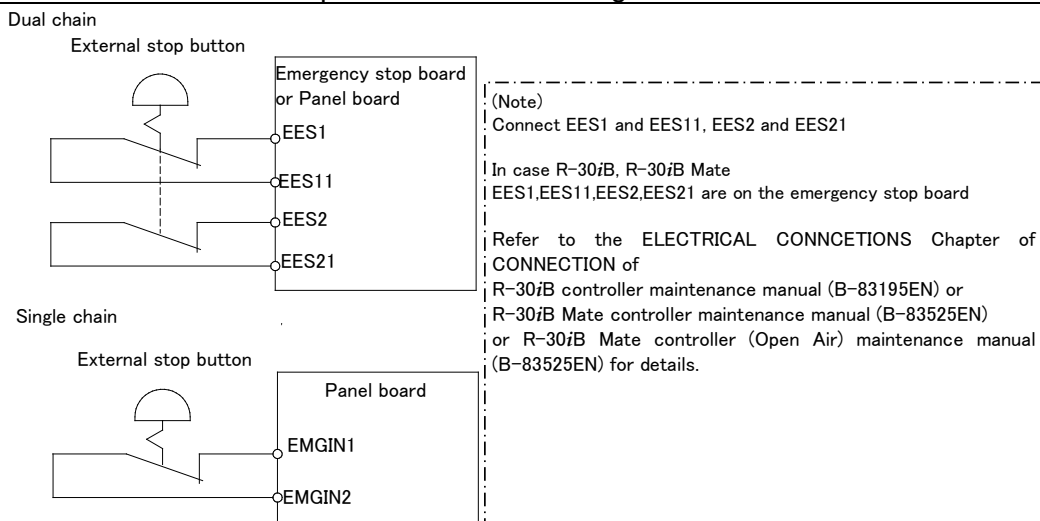 Dual chain
External stop button
Emergency stop board
or Panel board
EES1
EES11
EES2
EES21
Single chain
External stop button
Panel board
EMGIN1
EMGIN2
(Note)
Connect EES1 and EES11, EES2 and EES21
In case R-30iB, R-30iB Mate
EES1,EES11,EES2,EES21 are on the emergency stop board
Refer to the ELECTRICAL CONNCETIONS Chapter of
CONNECTION of
R-30iB controller maintenance manual (B-83195EN) or
R-30iB Mate controller maintenance manual (B-83525EN)
or R-30iB Mate controller (Open Air) maintenance manual
(B-83525EN) for details.